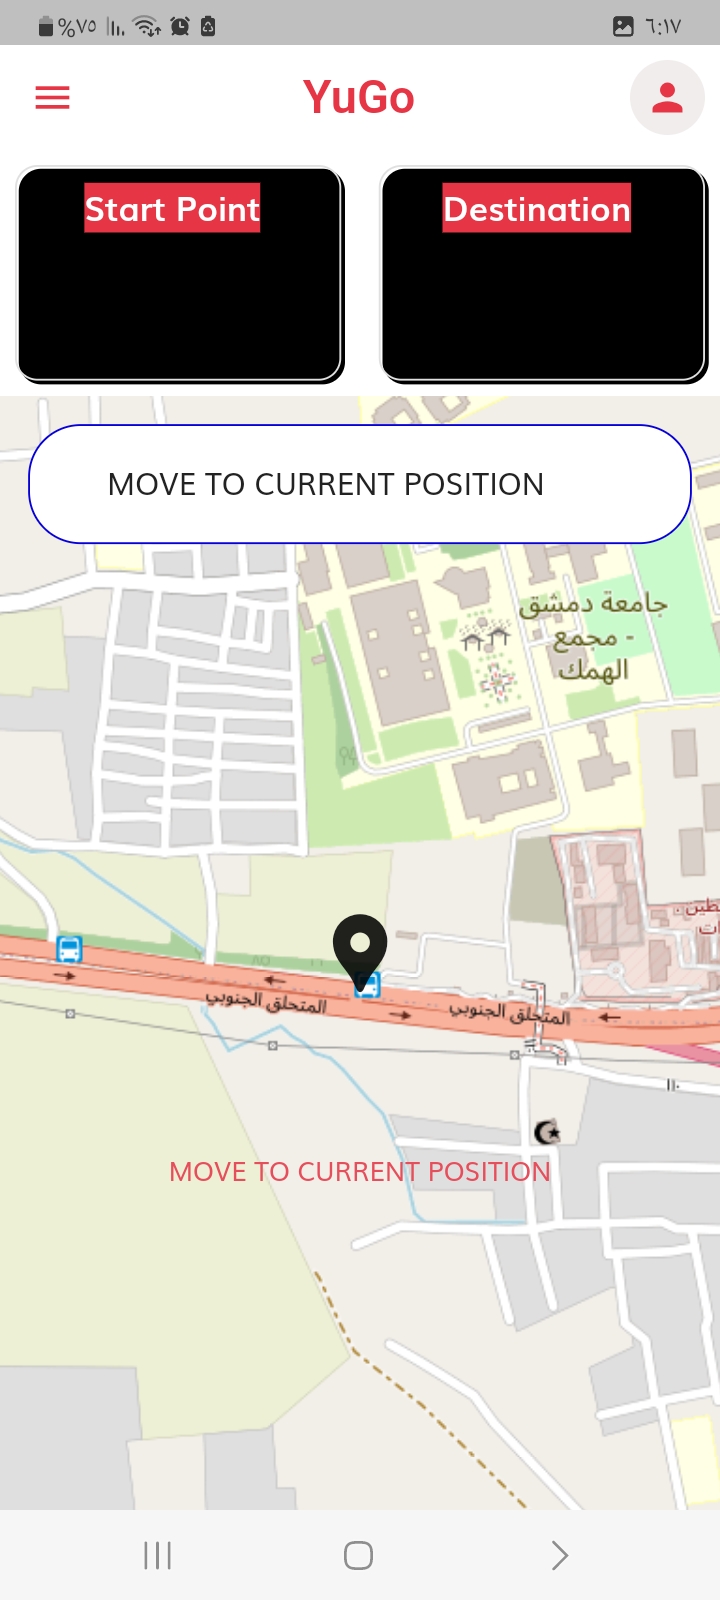 %٧٥
٦:١٧
YuGo
Start Point
Destination
MOVE TO CURRENT POSITION
جامعة دمشق
- مجمع
الهمك
المتحلق الجنوبي
المتحلق الجنوبي
MOVE TO CURRENT POSITION